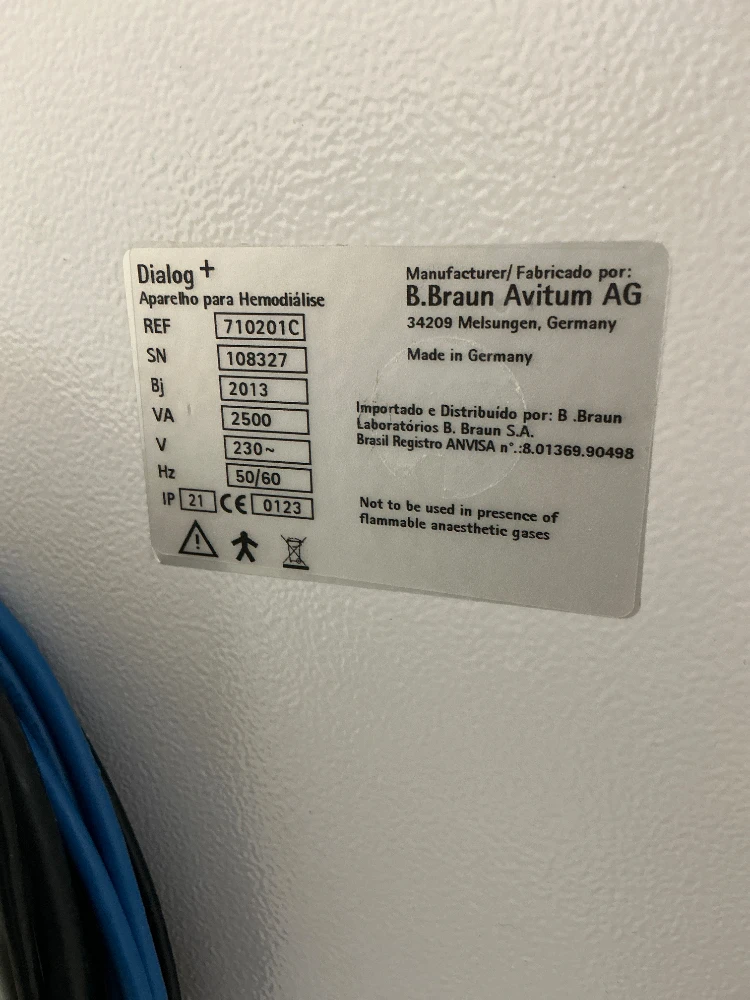 Dialog +
Aparelho para Hemodiálise
REF 710201C
SN 108327
Bj 2013
VA 2500
V 230~
Hz 50/60
IP 21 CE 0123
Manufacturer/ Fabricado por:
B.Braun Avitum AG
34209 Melsungen, Germany
Made in Germany
Importado e Distribuído por: B .Braun
Laboratórios B. Braun S.A.
Brasil Registro ANVISA n°.:8.01369.90498
Not to be used in presence of
flammable anaesthetic gases